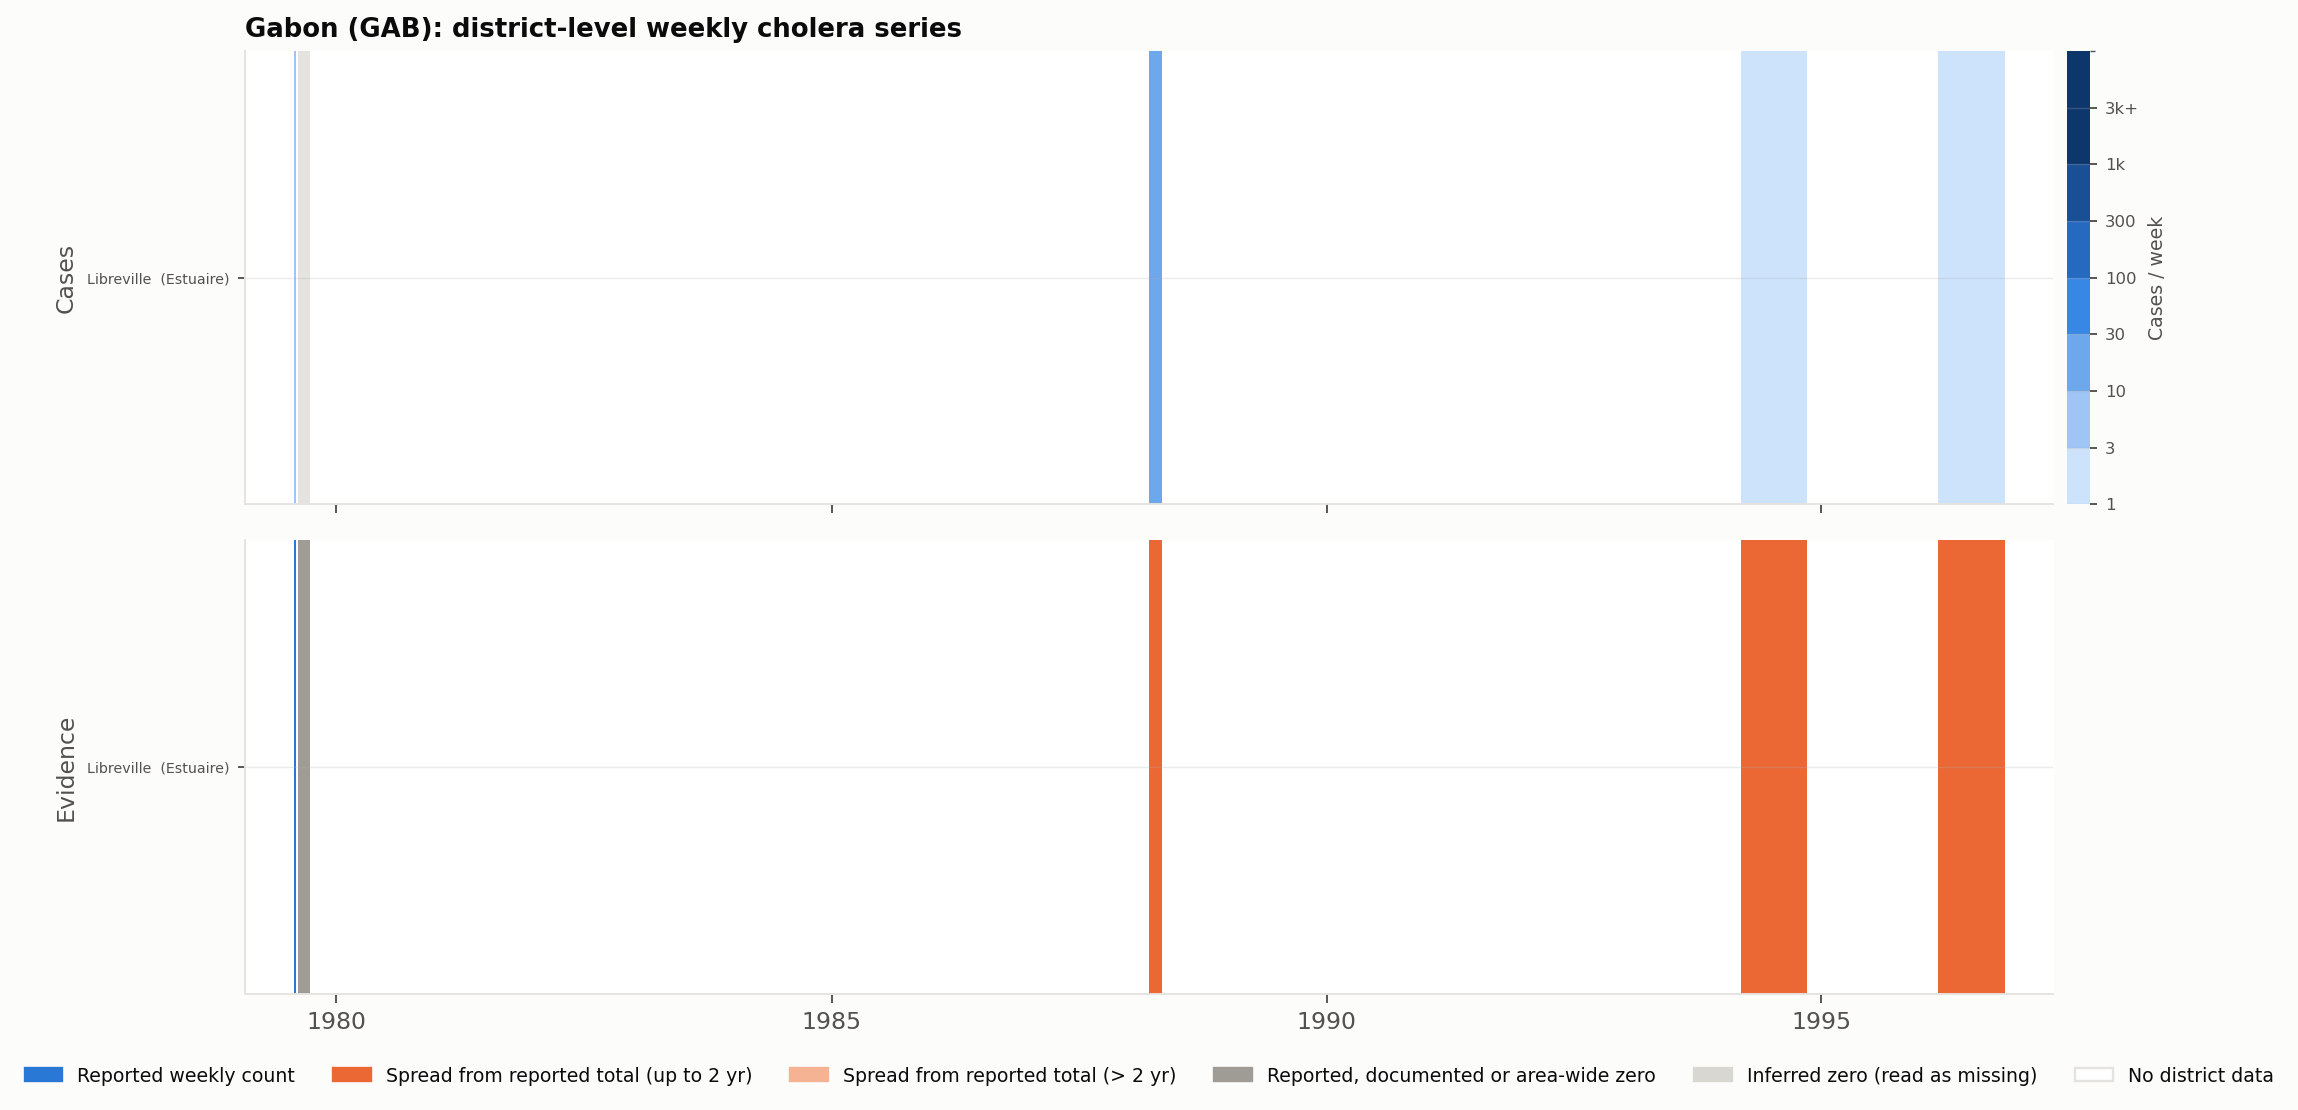 Gabon (GAB): district-level weekly cholera series
Cases
Libreville (Estuaire)
3k+
1k
300
100
30
10
3
1
Cases / week
Evidence
Libreville (Estuaire)
1980 1985 1990 1995
Reported weekly count Spread from reported total (up to 2 yr) Spread from reported total (> 2 yr) Reported, documented or area-wide zero Inferred zero (read as missing) No district data